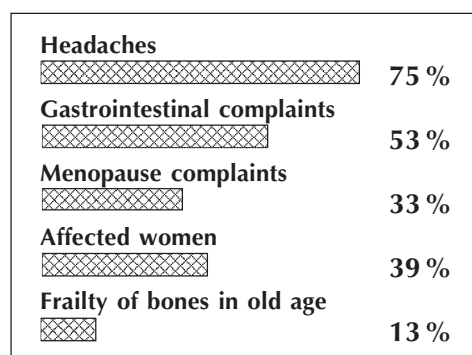 Headaches
75 %
Gastrointestinal complaints
53 %
Menopause complaints
33 %
Affected women
39 %
Frailty of bones in old age
13 %